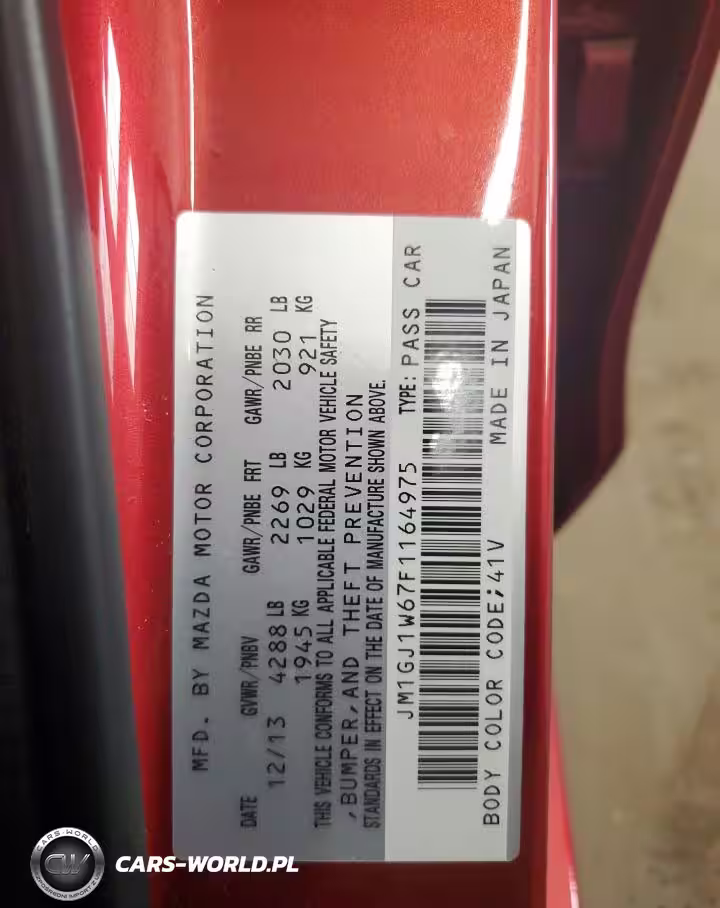 MFD. BY MAZDA MOTOR CORPORATION
DATE GVWR/PNBV GAWR/PNBE FRT GAWR/PNBE RR
12/13 4288 LB 2269 LB 2030 LB
1945 KG 1029 KG 921 KG
THIS VEHICLE CONFORMS TO ALL APPLICABLE FEDERAL MOTOR VEHICLE SAFETY
,BUMPER,AND THEFT PREVENTION
STANDARDS IN EFFECT ON THE DATE OF MANUFACTURE SHOWN ABOVE.
JM1GJ1W67F1164975 TYPE: PASS CAR
BODY COLOR CODE;41V MADE IN JAPAN
CARS-WORLD
CW
CARS-WORLD.PL